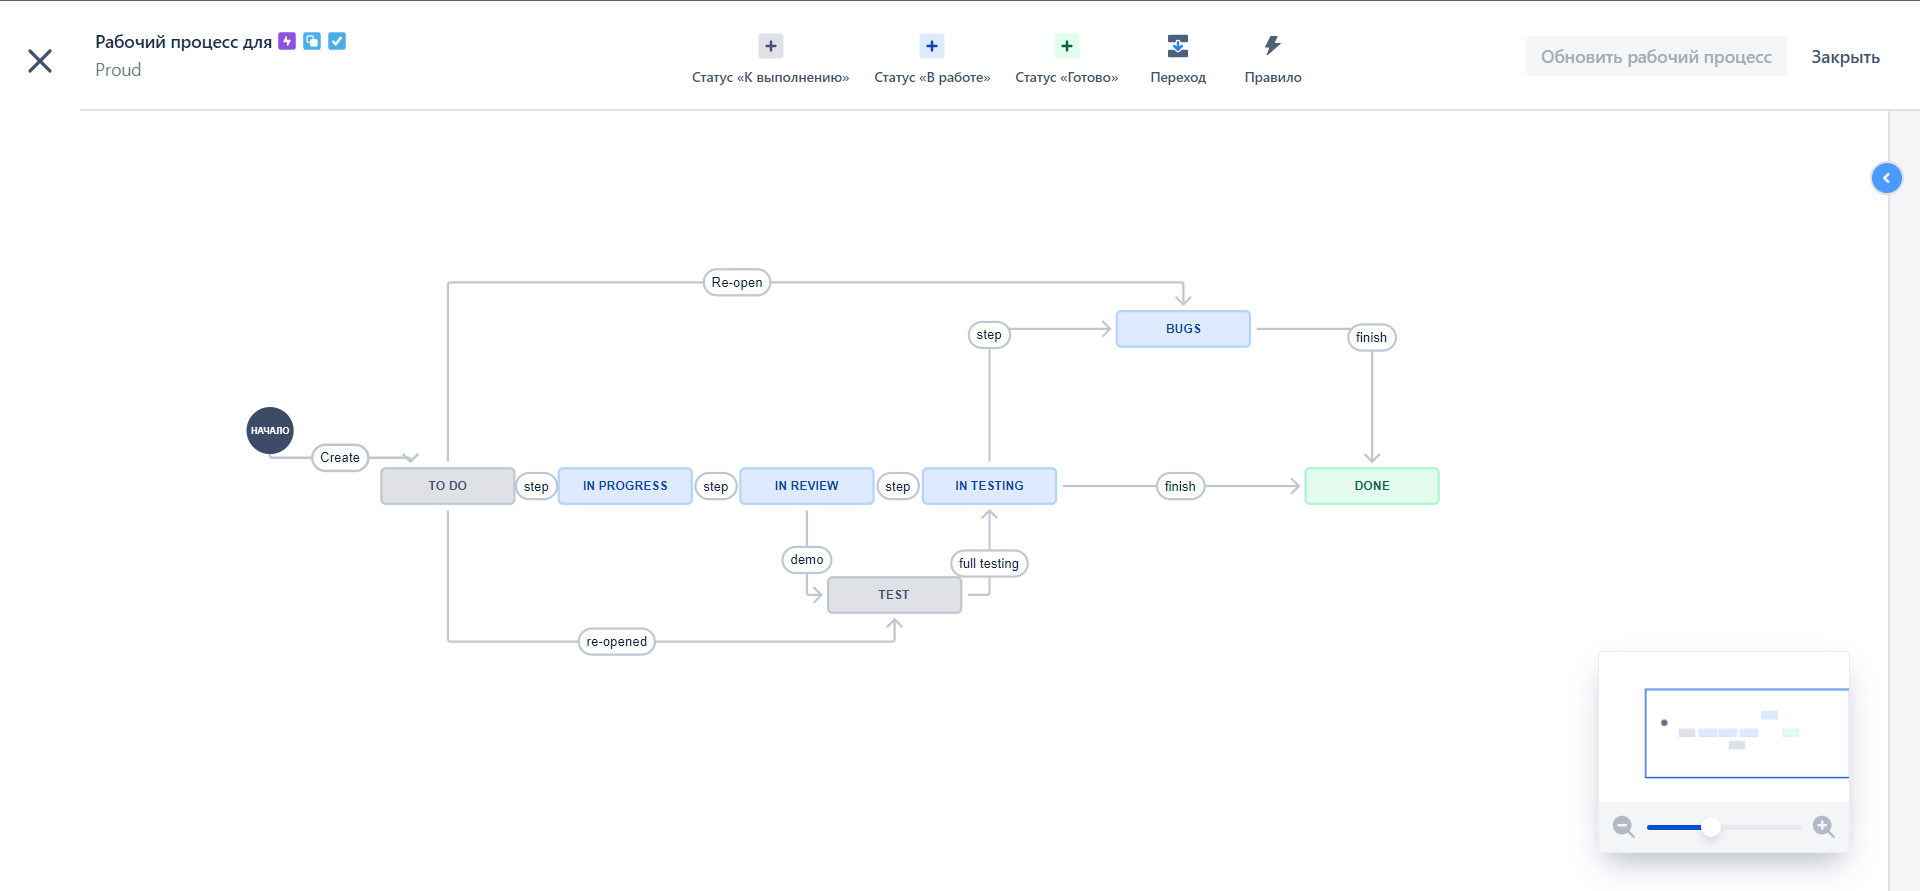 Рабочий процесс для
Proud
Статус «К выполнению»
Статус «В работе»
Статус «Готово»
Переход
Правило
Обновить рабочий процесс
Закрыть
Re-open
step
BUGS
finish
НАЧАЛО
Create
TO DO
step
IN PROGRESS
step
IN REVIEW
step
IN TESTING
finish
DONE
demo
full testing
TEST
re-opened